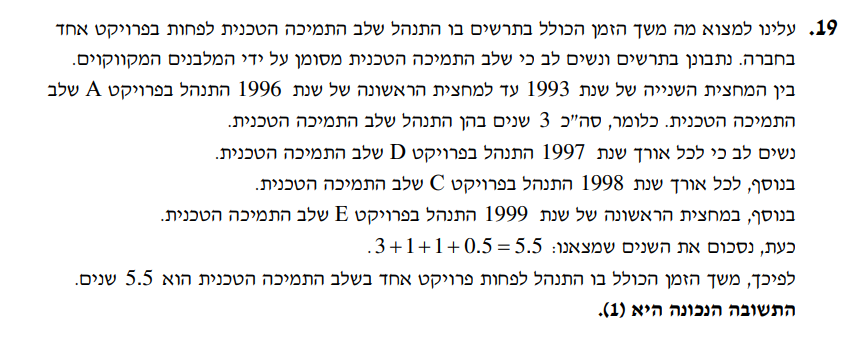 19. עלינו למצוא מה משך הזמן הכולל בתרשים בו התנהל שלב התמיכה הטכנית לפחות בפרויקט אחד
בחברה. נתבונן בתרשים ונשים לב כי שלב התמיכה הטכנית מסומן על ידי המלבנים המקווקוים.
בין המחצית השנייה של שנת 1993 עד למחצית הראשונה של שנת 1996 התנהל בפרויקט A שלב
התמיכה הטכנית. כלומר, סה"כ 3 שנים בהן התנהל שלב התמיכה הטכנית.
נשים לב כי לכל אורך שנת 1997 התנהל בפרויקט D שלב התמיכה הטכנית.
בנוסף, לכל אורך שנת 1998 התנהל בפרויקט C שלב התמיכה הטכנית.
בנוסף, במחצית הראשונה של שנת 1999 התנהל בפרויקט E שלב התמיכה הטכנית.
כעת, נסכום את השנים שמצאנו: 3+1+1+0.5=5.5.
לפיכך, משך הזמן הכולל בו התנהל לפחות פרויקט אחד בשלב התמיכה הטכנית הוא 5.5 שנים.
התשובה הנכונה היא (1).